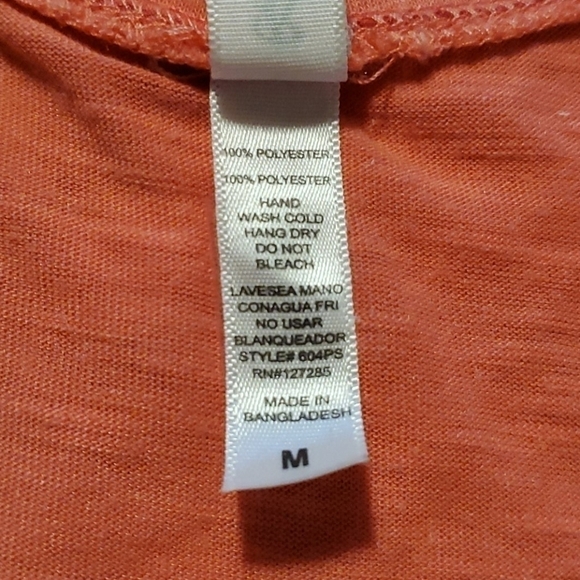 100% POLYESTER
100% POLYESTER
HAND
WASH COLD
HANG DRY
DO NOT
BLEACH
LAVESEA MANO
CONAGUA FRI
NO USAR
BLANQUEADOR
STYLE# 604PS
RN#127285
MADE IN
BANGLADESH
M